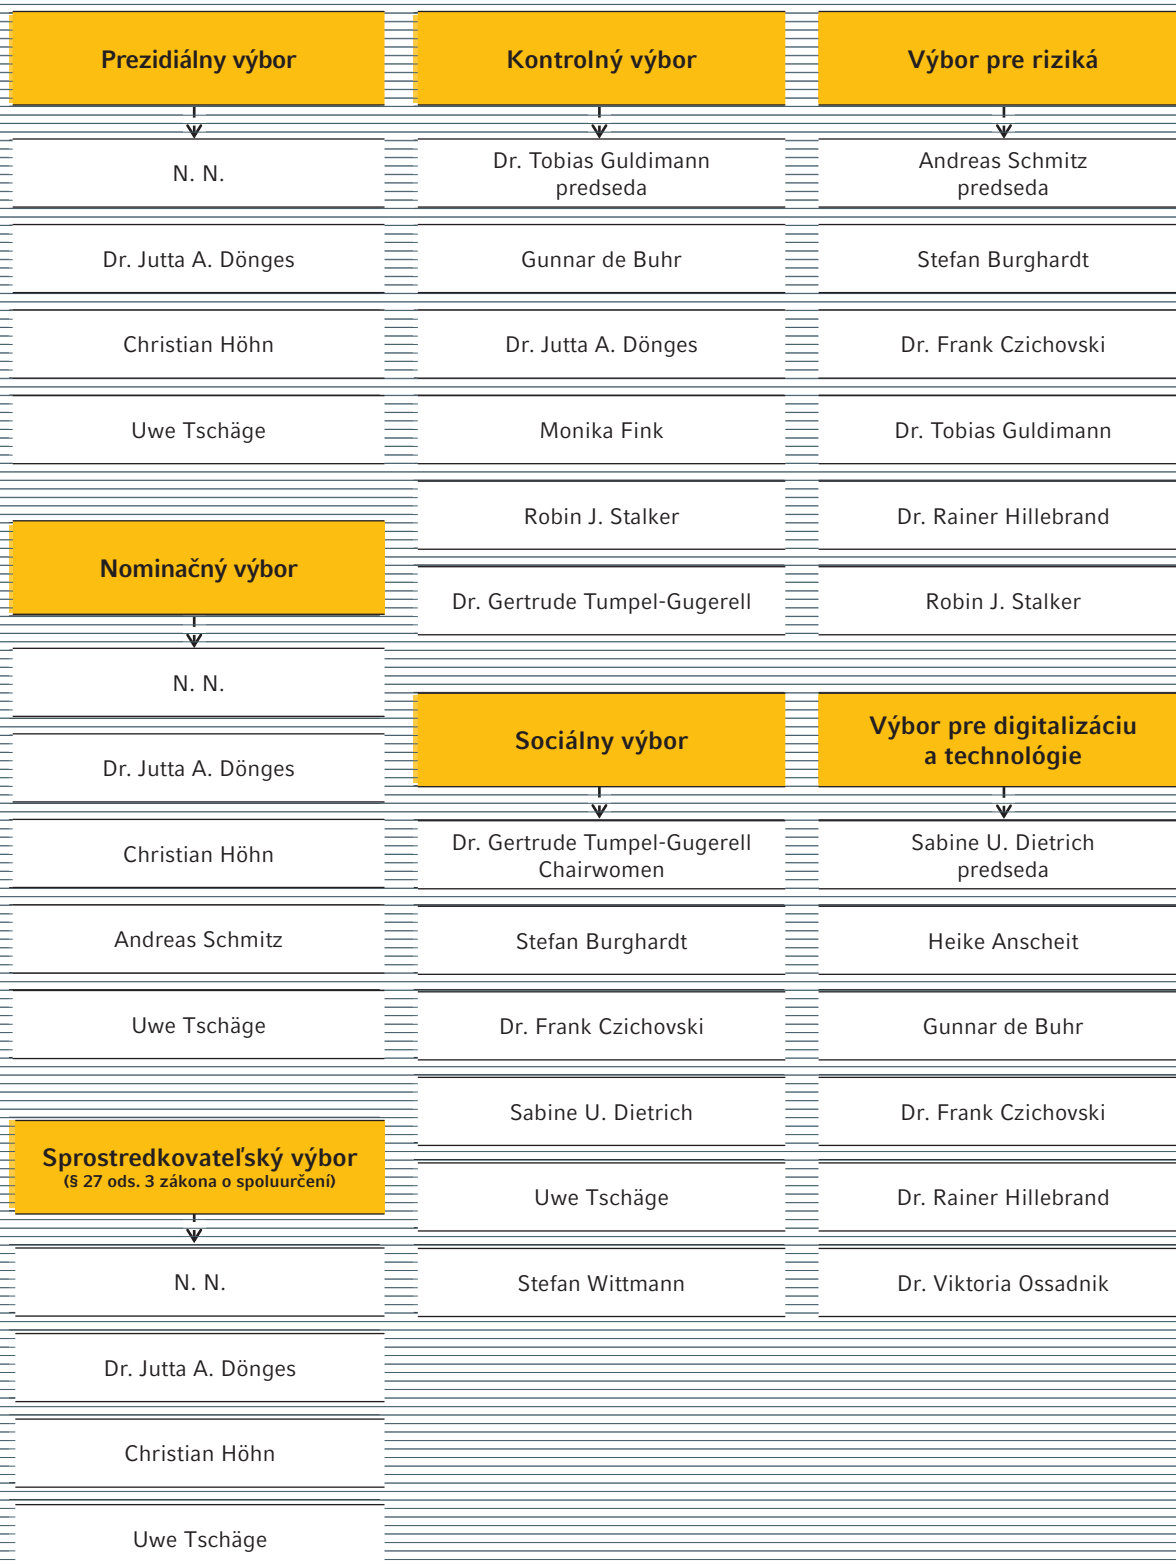 Prezidiálny výbor
N. N.
Dr. Jutta A. Dönges
Christian Höhn
Uwe Tschäge
Nominačný výbor
N. N.
Dr. Jutta A. Dönges
Christian Höhn
Andreas Schmitz
Uwe Tschäge
Sprostredkovateľský výbor
(§ 27 ods. 3 zákona o spoluurčení)
N. N.
Dr. Jutta A. Dönges
Christian Höhn
Uwe Tschäge
Kontrolný výbor
Dr. Tobias Guldimann
predseda
Gunnar de Buhr
Dr. Jutta A. Dönges
Monika Fink
Robin J. Stalker
Dr. Gertrude Tumpel-Gugerell
Sociálny výbor
Dr. Gertrude Tumpel-Gugerell
Chairwomen
Stefan Burghardt
Dr. Frank Czichovski
Sabine U. Dietrich
Uwe Tschäge
Stefan Wittmann
Výbor pre riziká
Andreas Schmitz
predseda
Stefan Burghardt
Dr. Frank Czichovski
Dr. Tobias Guldimann
Dr. Rainer Hillebrand
Robin J. Stalker
Výbor pre digitalizáciu
a technológie
Sabine U. Dietrich
predseda
Heike Anscheit
Gunnar de Buhr
Dr. Frank Czichovski
Dr. Rainer Hillebrand
Dr. Viktoria Ossadnik